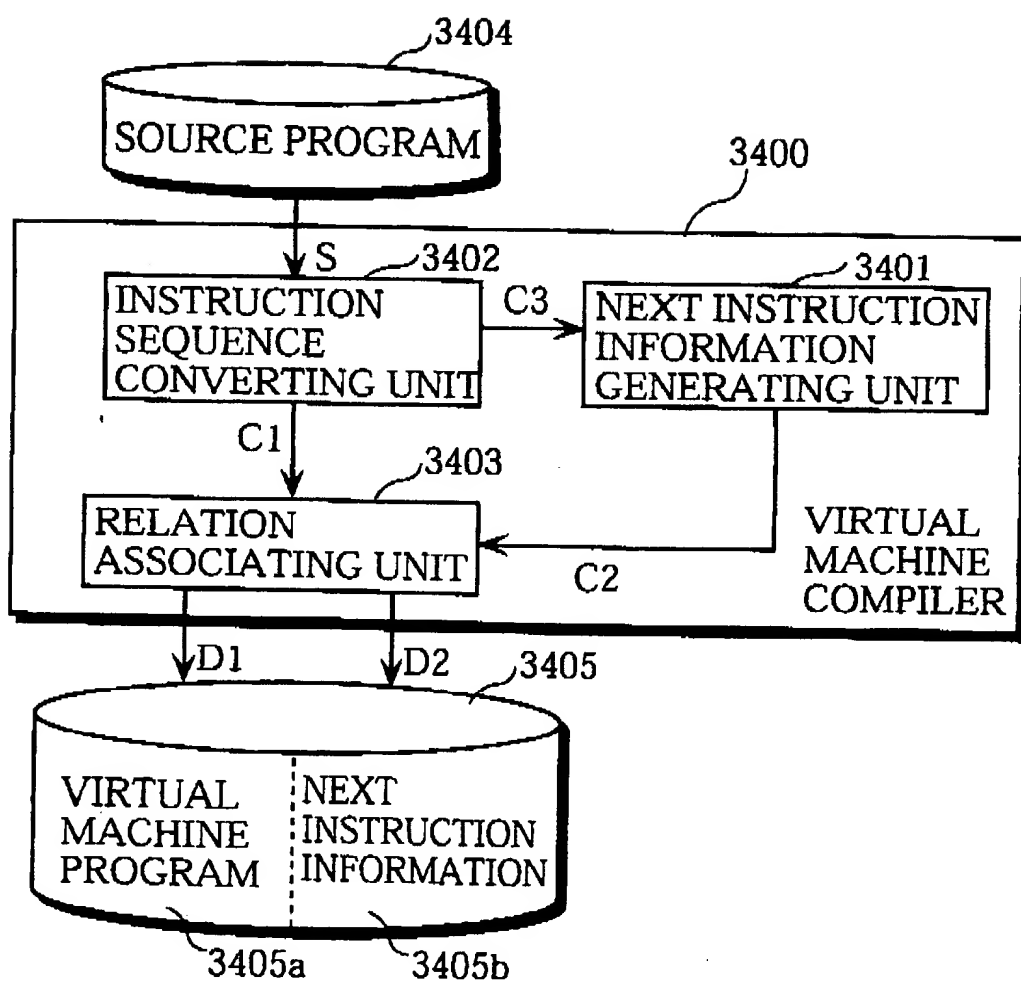 3404
SOURCE PROGRAM
3400
S
3402
INSTRUCTION
SEQUENCE
CONVERTING UNIT
C3
3401
NEXT INSTRUCTION
INFORMATION
GENERATING UNIT
C1
3403
RELATION
ASSOCIATING UNIT
C2
VIRTUAL
MACHINE
COMPILER
D1
D2
3405
VIRTUAL
MACHINE
PROGRAM
NEXT
INSTRUCTION
INFORMATION
3405a
3405b